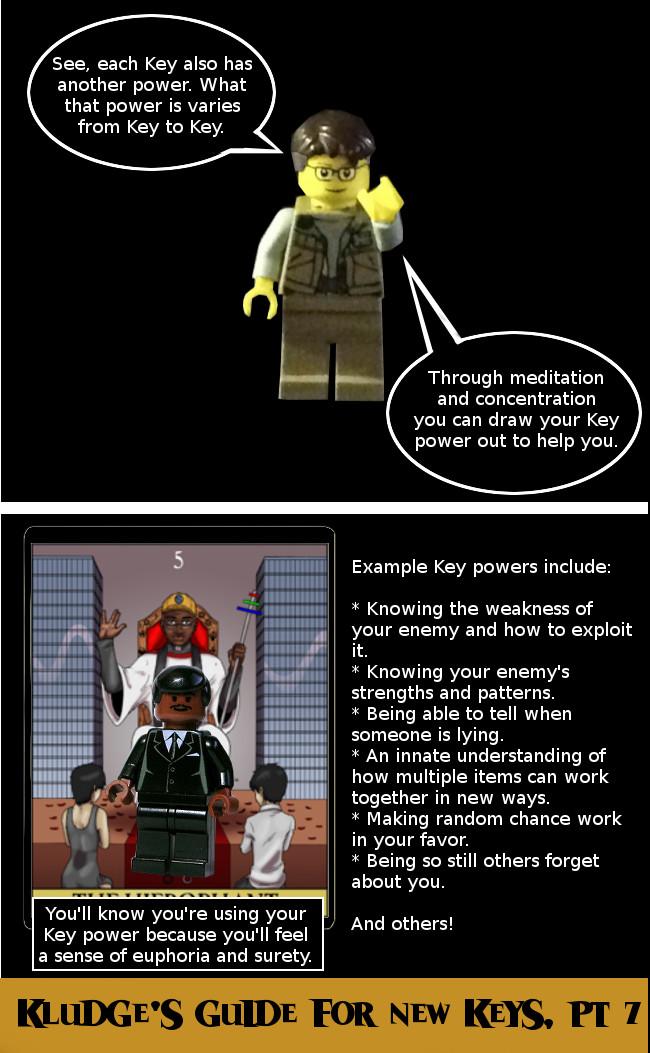 See, each Key also has
another power. What
that power is varies
from Key to Key.
Through meditation
and concentration
you can draw your Key
power out to help you.
5
THE HIEROPHANT
You'll know you're using your
Key power because you'll feel
a sense of euphoria and surety.
Example Key powers include:
* Knowing the weakness of
your enemy and how to exploit
it.
* Knowing your enemy's
strengths and patterns.
* Being able to tell when
someone is lying.
* An innate understanding of
how multiple items can work
together in new ways.
* Making random chance work
in your favor.
* Being so still others forget
about you.
And others!
KLUDGE'S GUIDE FOR NEW KEYS, PT 7